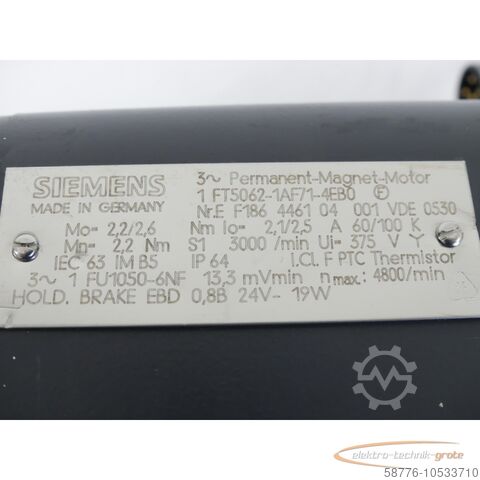 SIEMENS
MADE IN GERMANY
3~ Permanent-Magnet-Motor
1 FT5062-1AF71-4EB0 F
Nr.E F186 4461 04 001 VDE 0530
Mo= 2,2/2,6 Nm Io= 2,1/2,5 A 60/100 K
Mn= 2,2 Nm S1 3000 /min Ui= 375 V Y
IEC 63 IM B5 IP 64 I.Cl. F PTC Thermistor
3~ 1 FU1050-6NF 13,3 mVmin nmax.: 4800/min
HOLD. BRAKE EBD 0,8B 24V- 19W
elektro-technik-grote
58776-10533710